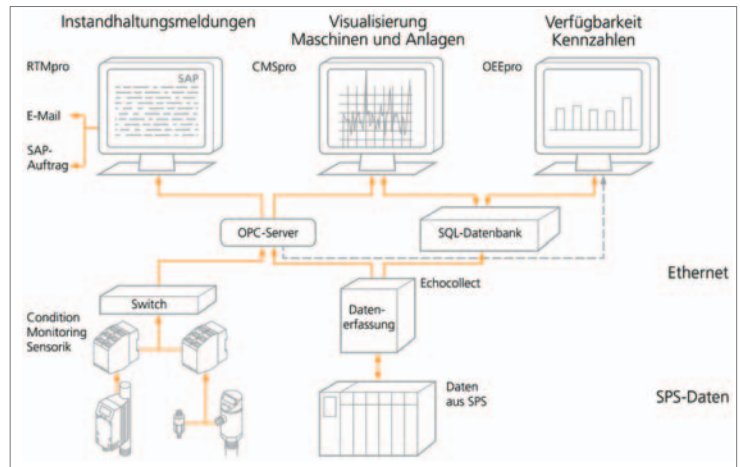 Instandhaltungsmeldungen
Visualisierung
Maschinen und Anlagen
Verfügbarkeit
Kennzahlen
RTMpro
SAP
CMSpro
OEEpro
E-Mail
SAP-
Auftrag
OPC-Server
SQL-Datenbank
Ethernet
Echocollect
Switch
Daten-
erfassung
Condition
Monitoring
Sensorik
Daten
aus SPS
SPS-Daten